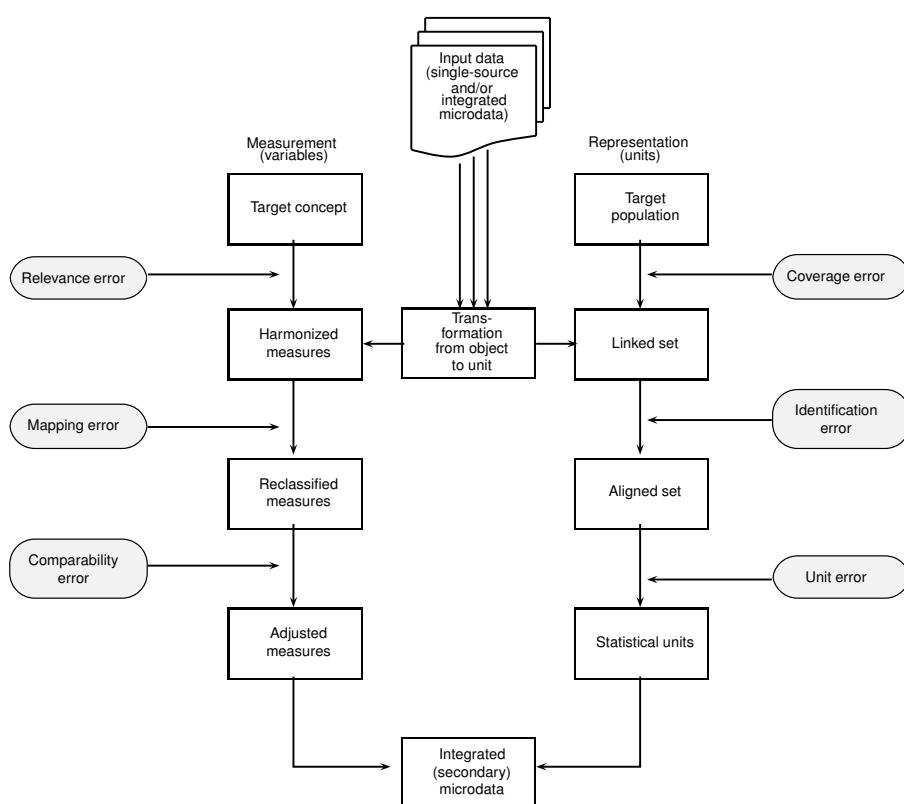 Input data
(single-source
and/or
integrated
microdata)
Measurement
(variables)
Representation
(units)
Target concept
Target
population
Relevance error
Coverage error
Harmonized
measures
Trans-
formation
from object
to unit
Linked set
Mapping error
Identification
error
Reclassified
measures
Aligned set
Comparability
error
Unit error
Adjusted
measures
Statistical units
Integrated
(secondary)
microdata